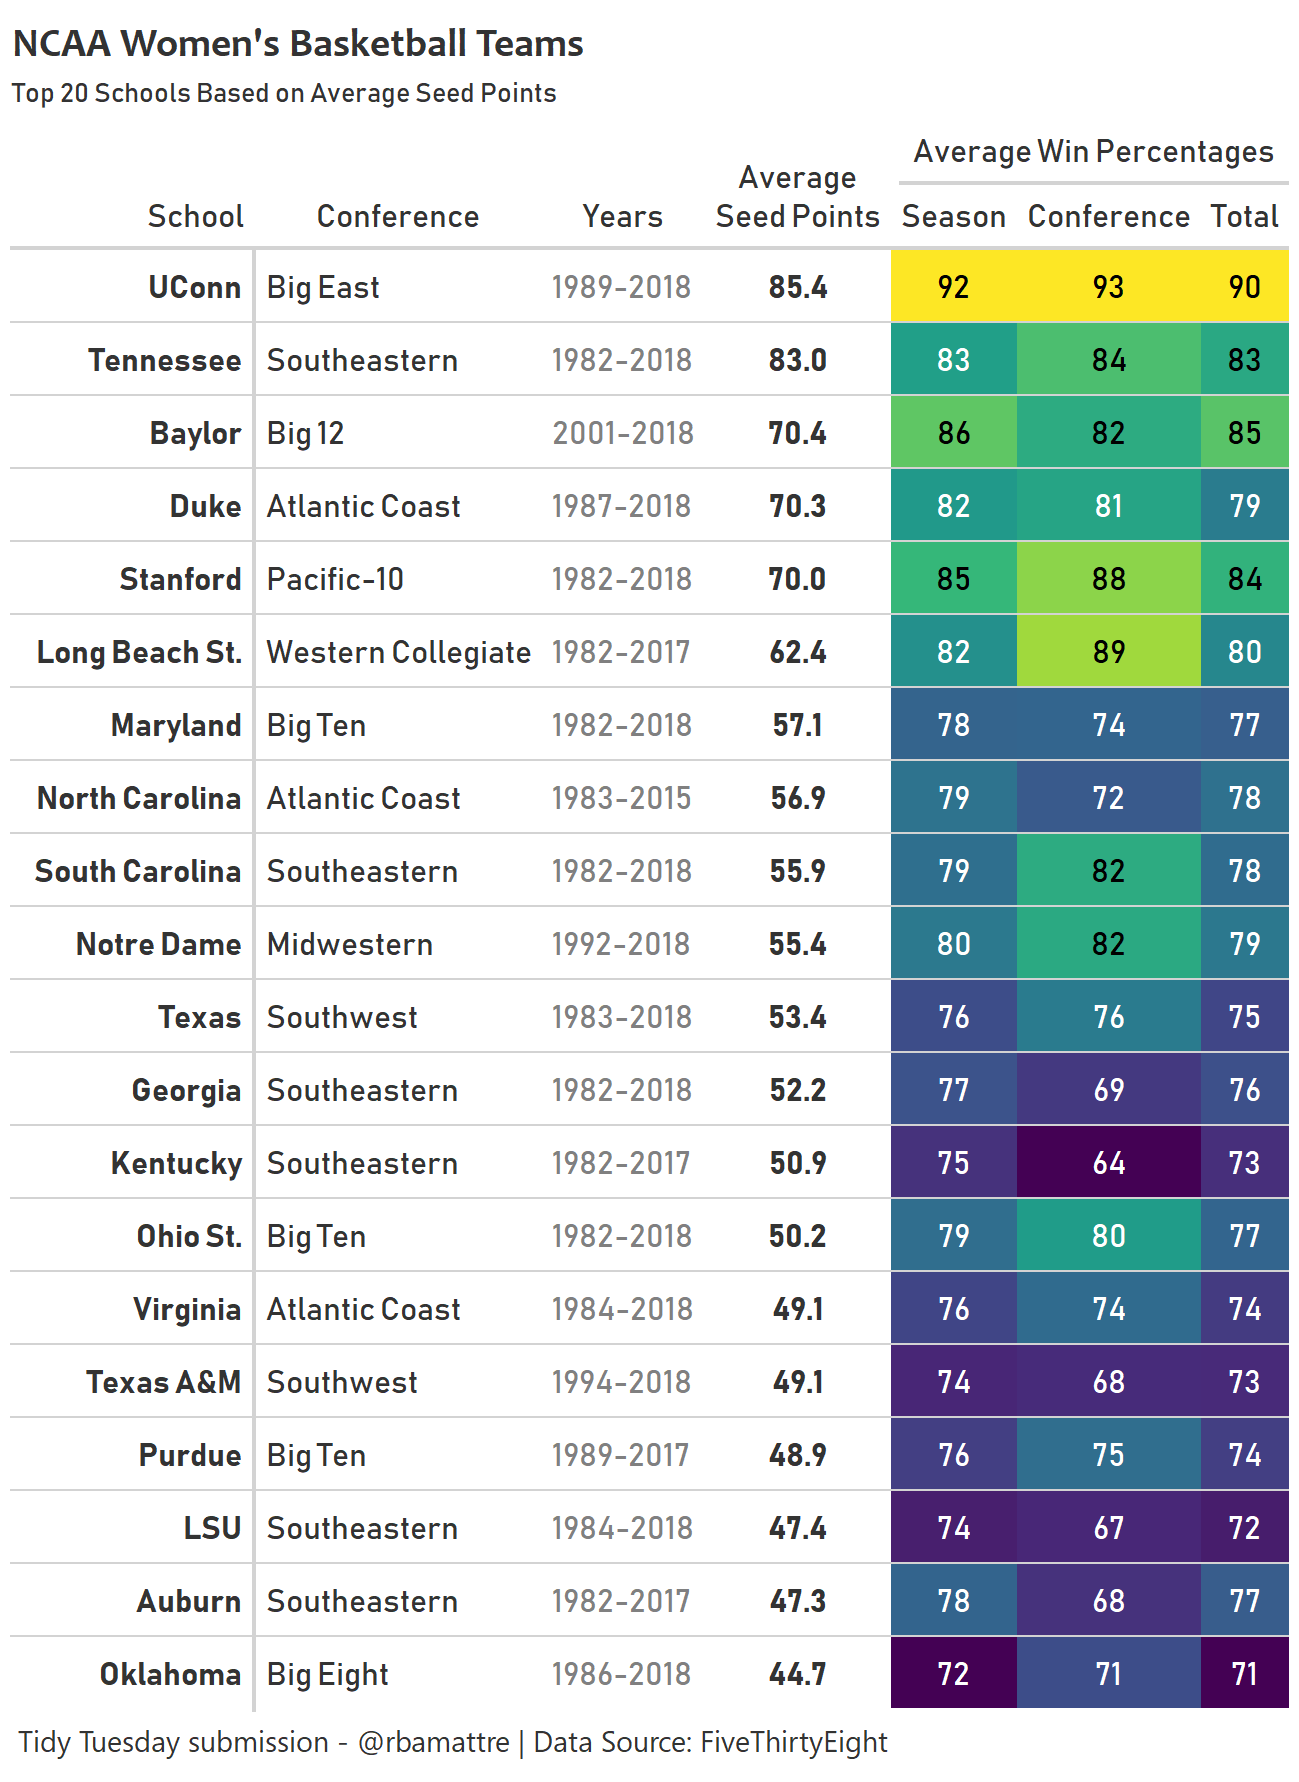 NCAA Women's Basketball Teams
Top 20 Schools Based on Average Seed Points
Average Win Percentages
Average
School Conference Years Seed Points Season Conference Total
UConn Big East 1989-2018 85.4 92 93 90
Tennessee Southeastern 1982-2018 83.0 83 84 83
Baylor Big 12 2001-2018 70.4 86 82 85
Duke Atlantic Coast 1987-2018 70.3 82 81 79
Stanford Pacific-10 1982-2018 70.0 85 88 84
Long Beach St. Western Collegiate 1982-2017 62.4 82 89 80
Maryland Big Ten 1982-2018 57.1 78 74 77
North Carolina Atlantic Coast 1983-2015 56.9 79 72 78
South Carolina Southeastern 1982-2018 55.9 79 82 78
Notre Dame Midwestern 1992-2018 55.4 80 82 79
Texas Southwest 1983-2018 53.4 76 76 75
Georgia Southeastern 1982-2018 52.2 77 69 76
Kentucky Southeastern 1982-2017 50.9 75 64 73
Ohio St. Big Ten 1982-2018 50.2 79 80 77
Virginia Atlantic Coast 1984-2018 49.1 76 74 74
Texas A&M Southwest 1994-2018 49.1 74 68 73
Purdue Big Ten 1989-2017 48.9 76 75 74
LSU Southeastern 1984-2018 47.4 74 67 72
Auburn Southeastern 1982-2017 47.3 78 68 77
Oklahoma Big Eight 1986-2018 44.7 72 71 71
Tidy Tuesday submission - @rbamattre | Data Source: FiveThirtyEight